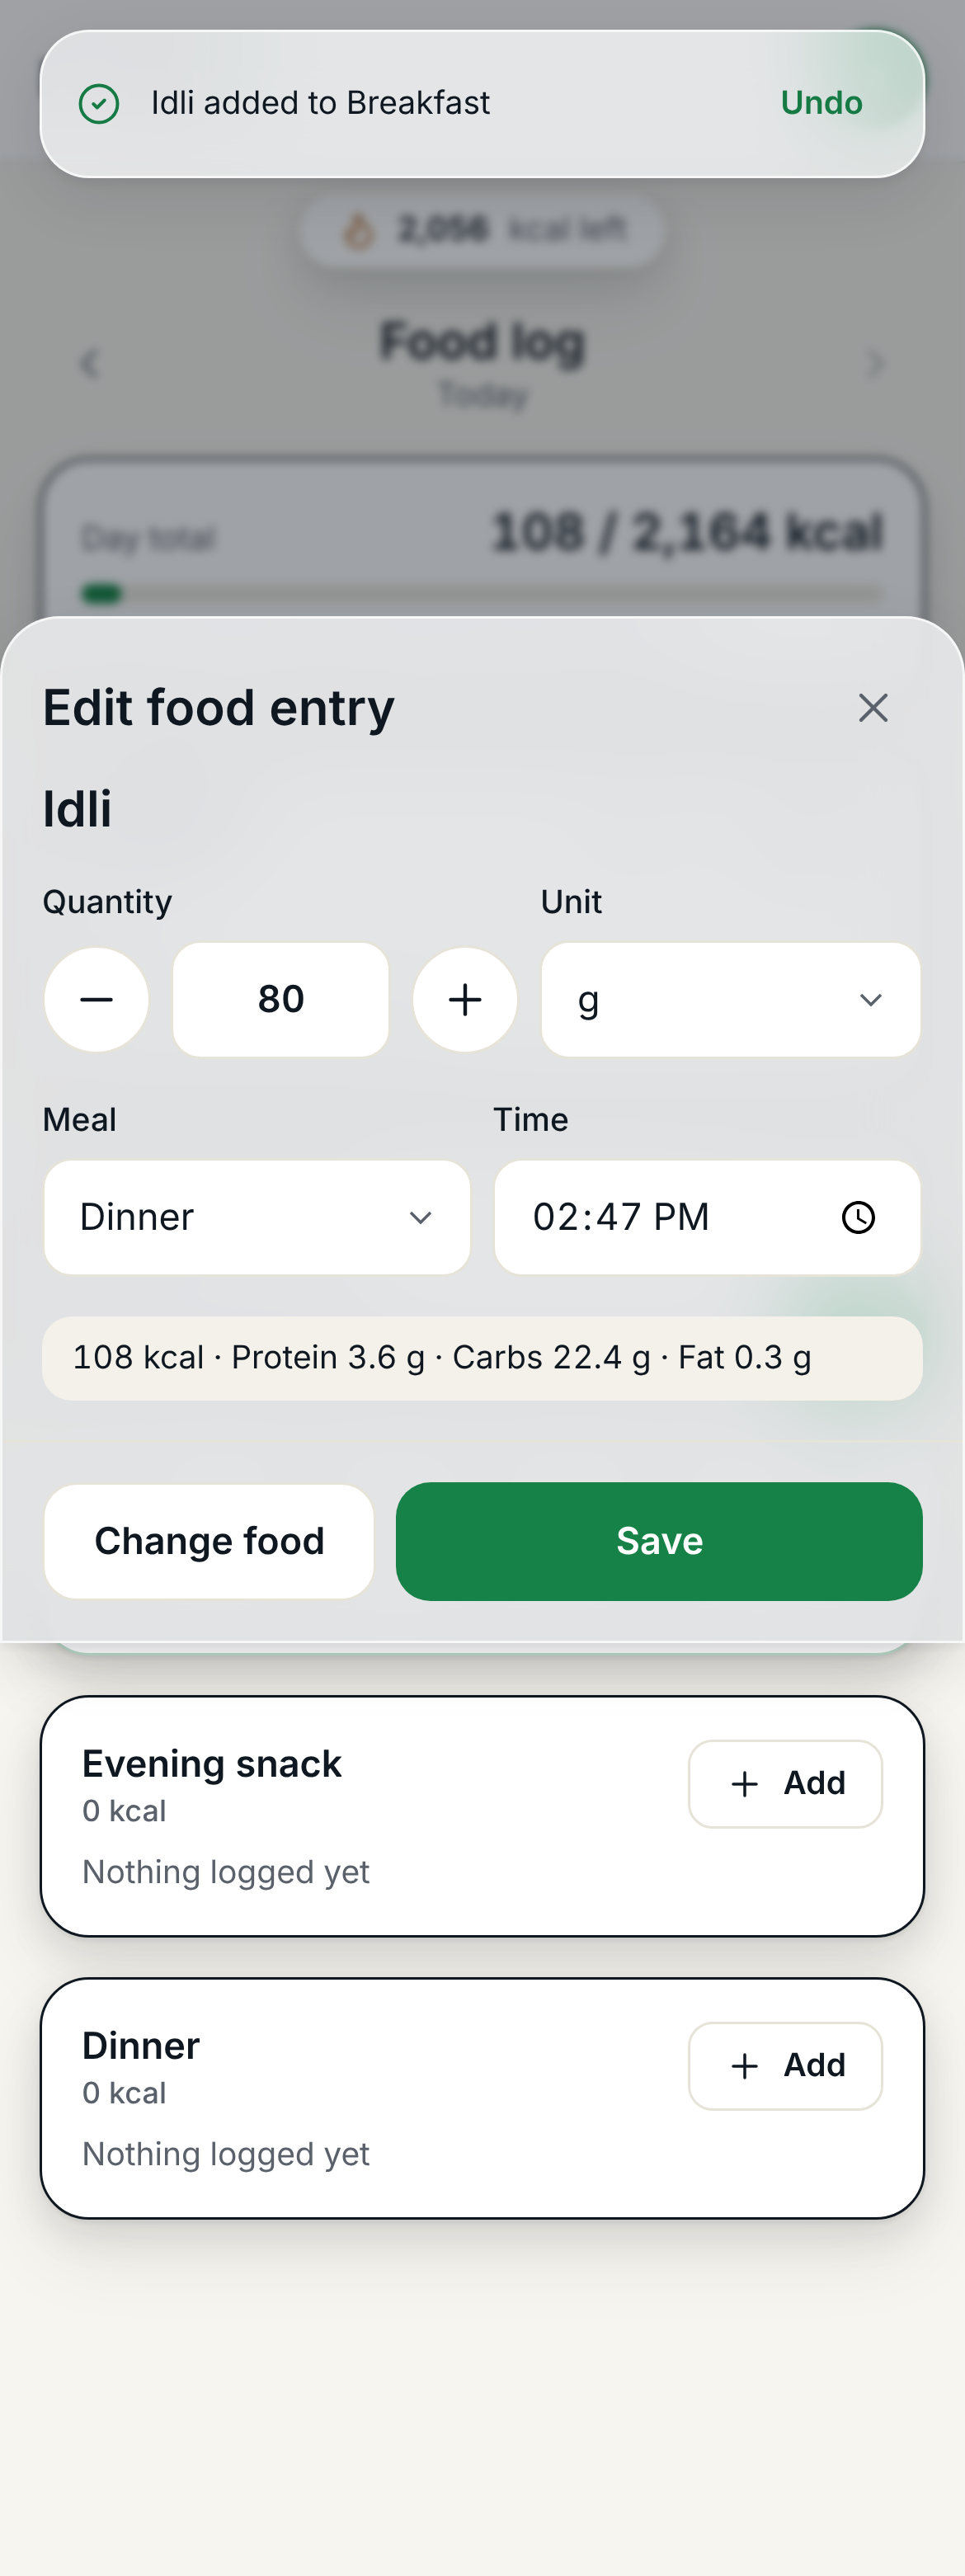 Idli added to Breakfast Undo
2,056 kcal left
Food log
Today
Day total 108 / 2,164 kcal
Edit food entry
Idli
Quantity Unit
80 g
Meal Time
Dinner 02:47 PM
108 kcal · Protein 3.6 g · Carbs 22.4 g · Fat 0.3 g
Change food Save
Evening snack
Add
0 kcal
Nothing logged yet
Dinner
Add
0 kcal
Nothing logged yet